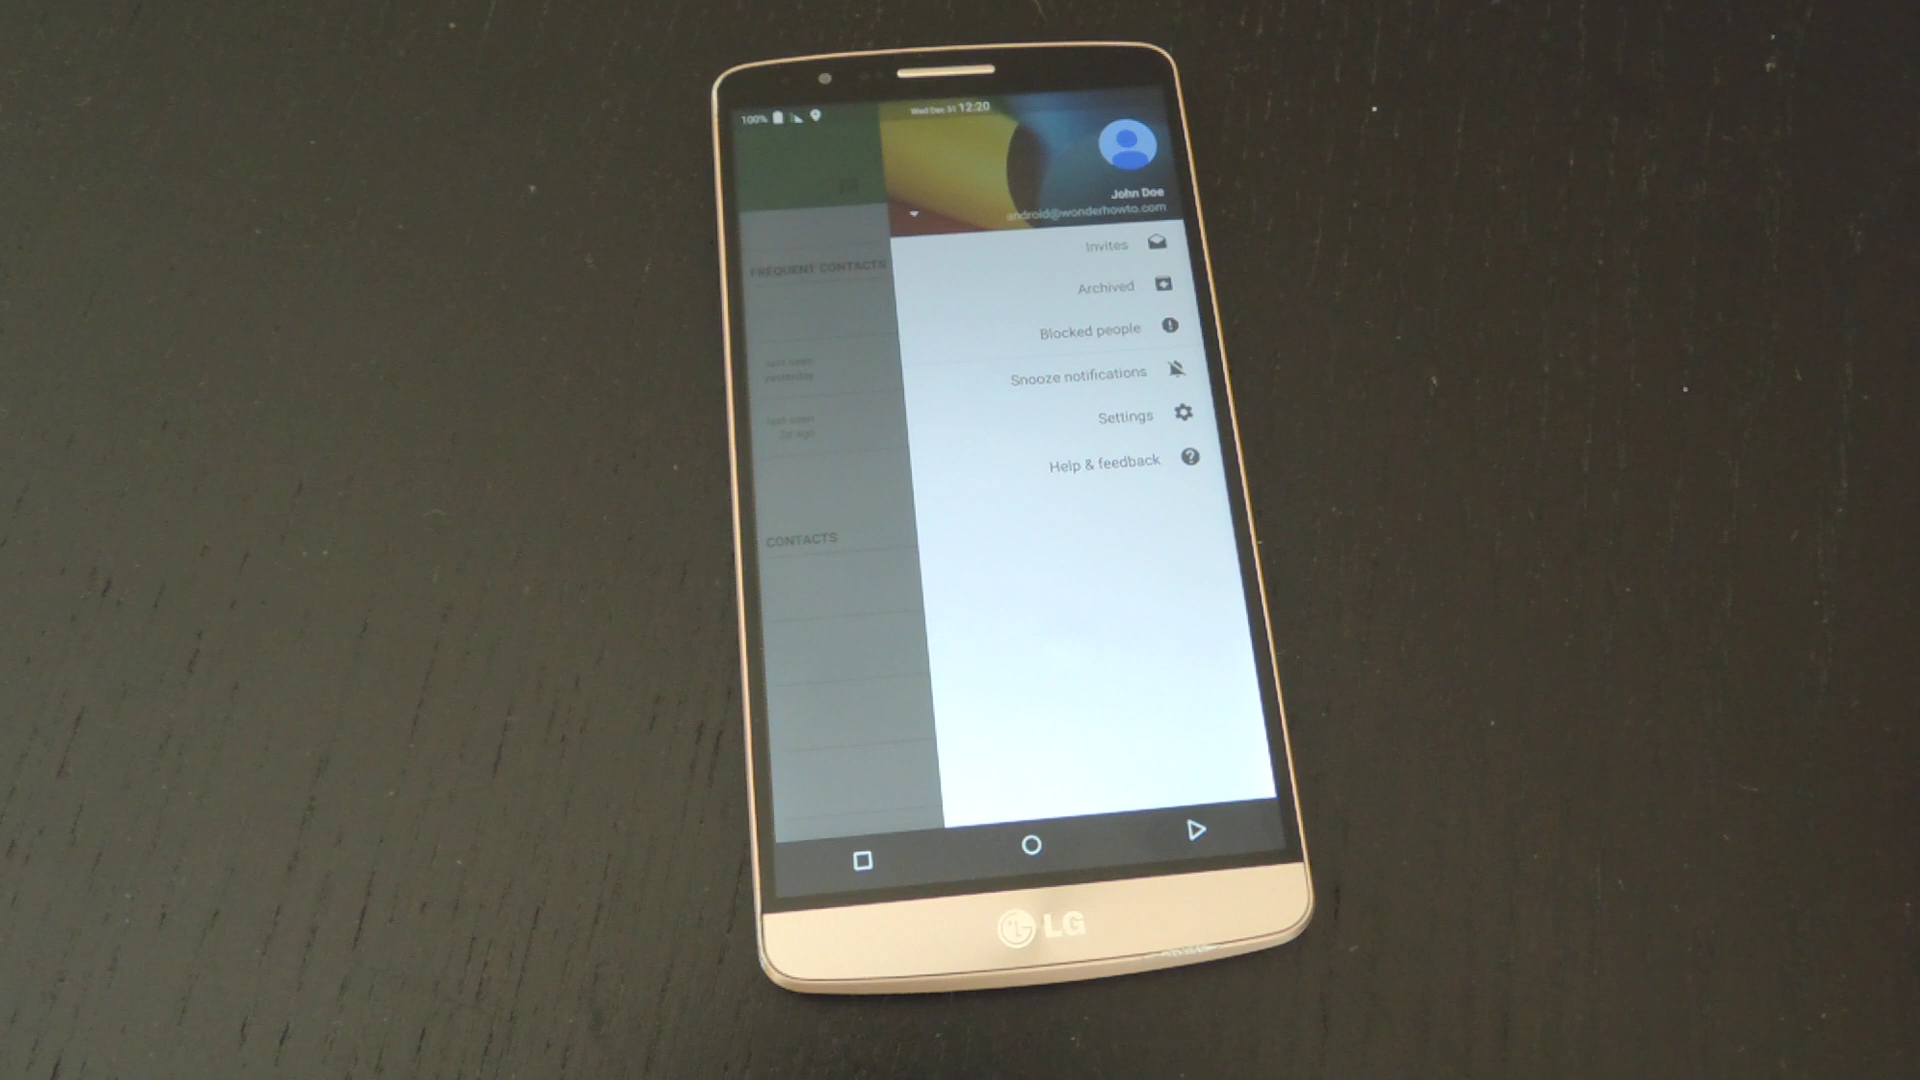 100%
Wed Dec 31 12:20
John Doe
android@wonderhowto.com
Invites
Archived
Blocked people
Snooze notifications
Settings
Help & feedback
FREQUENT CONTACTS
last seen
yesterday
last seen
2d ago
CONTACTS
LG